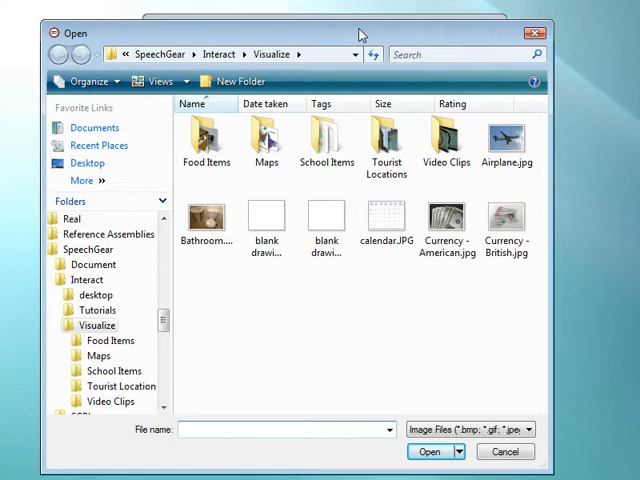 Open
« SpeechGear Interact Visualize
Search
Organize Views New Folder
Favorite Links
Documents
Recent Places
Desktop
More »
Folders
Real
Reference Assemblies
SpeechGear
Document
Interact
desktop
Tutorials
Visualize
Food Items
Maps
School Items
Tourist Location
Video Clips
Name Date taken Tags Size Rating
Food Items
Maps
School Items
Tourist
Locations
Video Clips
Airplane.jpg
Bathroom....
blank
drawi...
blank
drawi...
calendar.JPG
Currency -
American.jpg
Currency -
British.jpg
File name:
Image Files (*.bmp; *.gif; *.jpe
Open Cancel